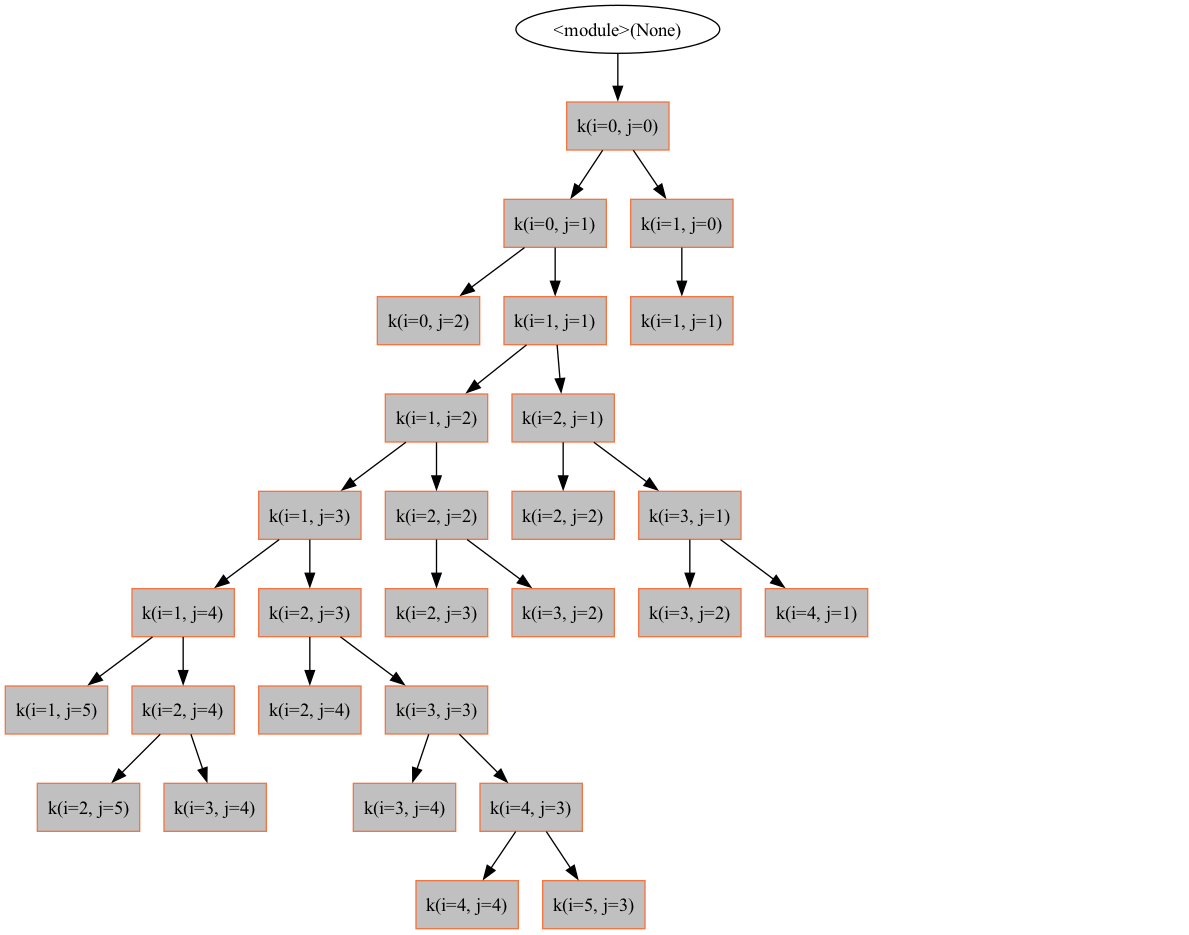 <module>(None)
k(i=0, j=0)
k(i=0, j=1)
k(i=1, j=0)
k(i=0, j=2)
k(i=1, j=1)
k(i=1, j=1)
k(i=1, j=2)
k(i=2, j=1)
k(i=1, j=3)
k(i=2, j=2)
k(i=2, j=2)
k(i=3, j=1)
k(i=1, j=4)
k(i=2, j=3)
k(i=2, j=3)
k(i=3, j=2)
k(i=3, j=2)
k(i=4, j=1)
k(i=1, j=5)
k(i=2, j=4)
k(i=2, j=4)
k(i=3, j=3)
k(i=2, j=5)
k(i=3, j=4)
k(i=3, j=4)
k(i=4, j=3)
k(i=4, j=4)
k(i=5, j=3)